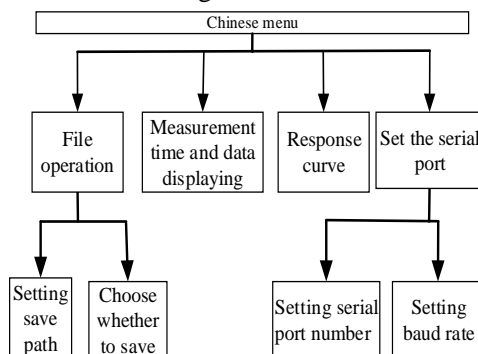 Chinese menu
File
operation
Measurement
time and data
displaying
Response
curve
Set the serial
port
Setting
save
path
Choose
whether
to save
Setting serial
port number
Setting
baud rate